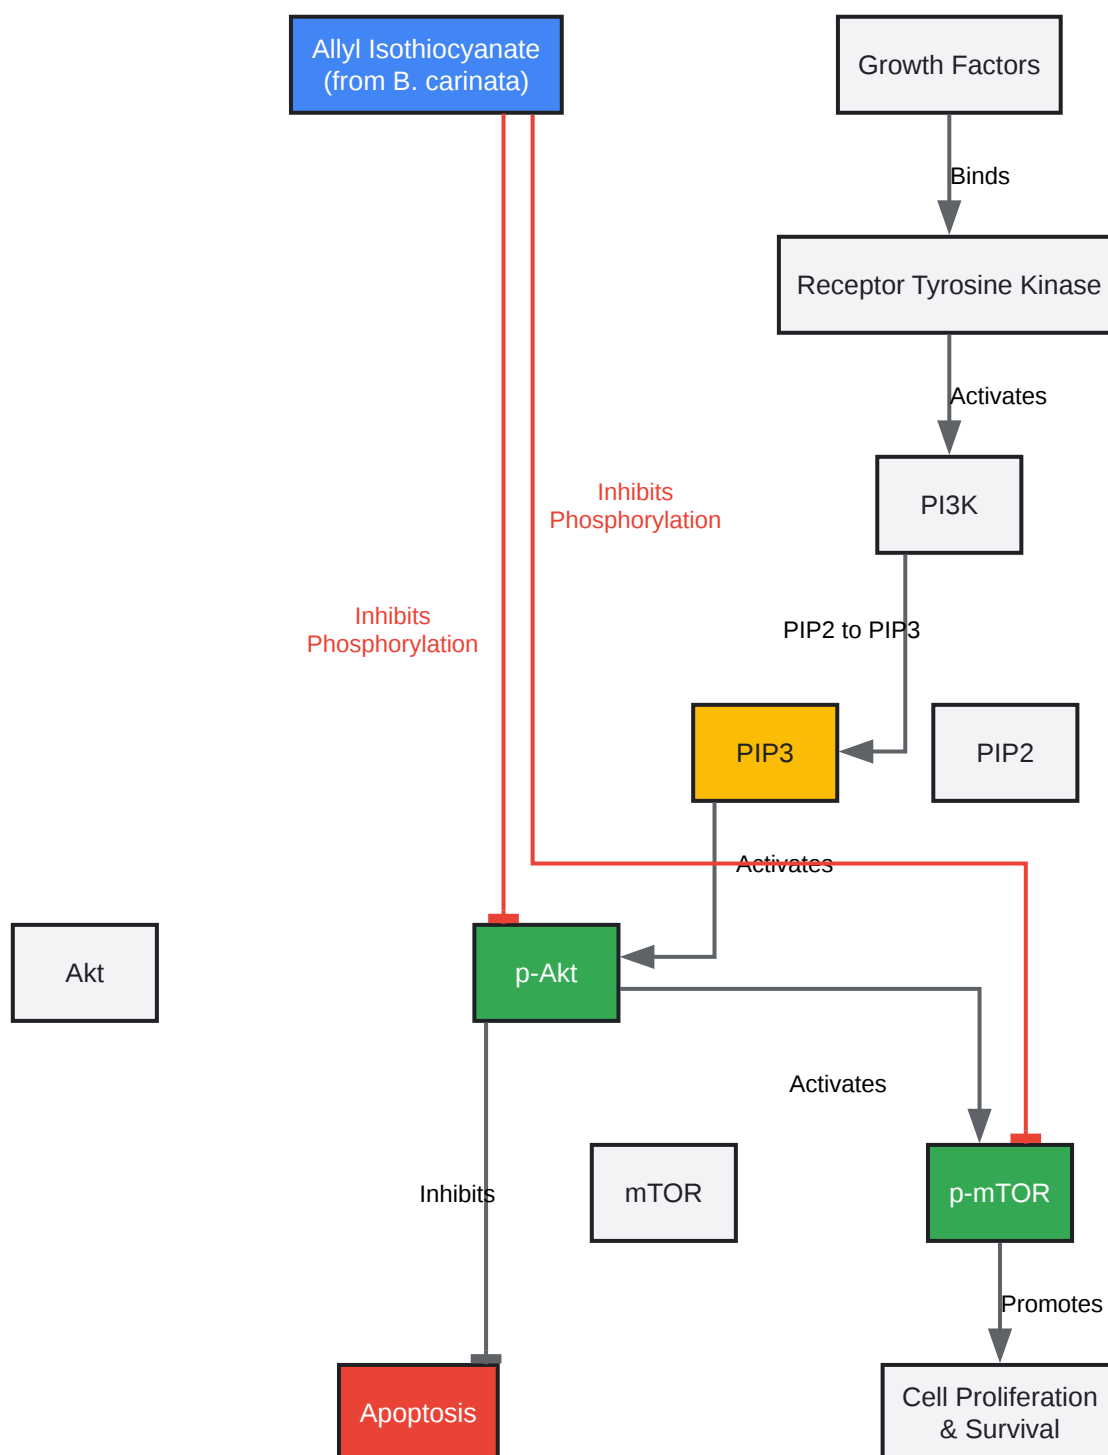 Allyl Isothiocyanate
(from B. carinata)
Growth Factors
Binds
Receptor Tyrosine Kinase
Activates
PI3K
Inhibits
Phosphorylation
Inhibits
Phosphorylation
PIP2 to PIP3
PIP3
PIP2
Activates
Akt
p-Akt
Activates
Inhibits
mTOR
p-mTOR
Promotes
Apoptosis
Cell Proliferation
& Survival